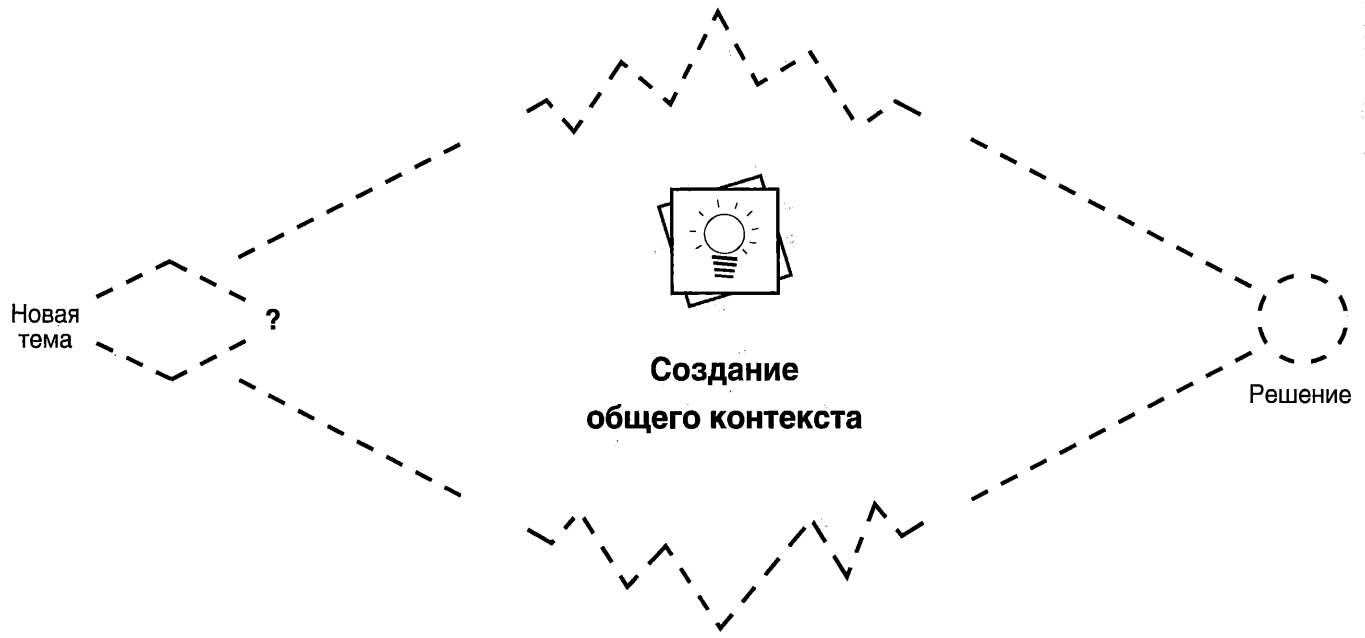 Новая
тема
?
Создание
общего контекста
Решение